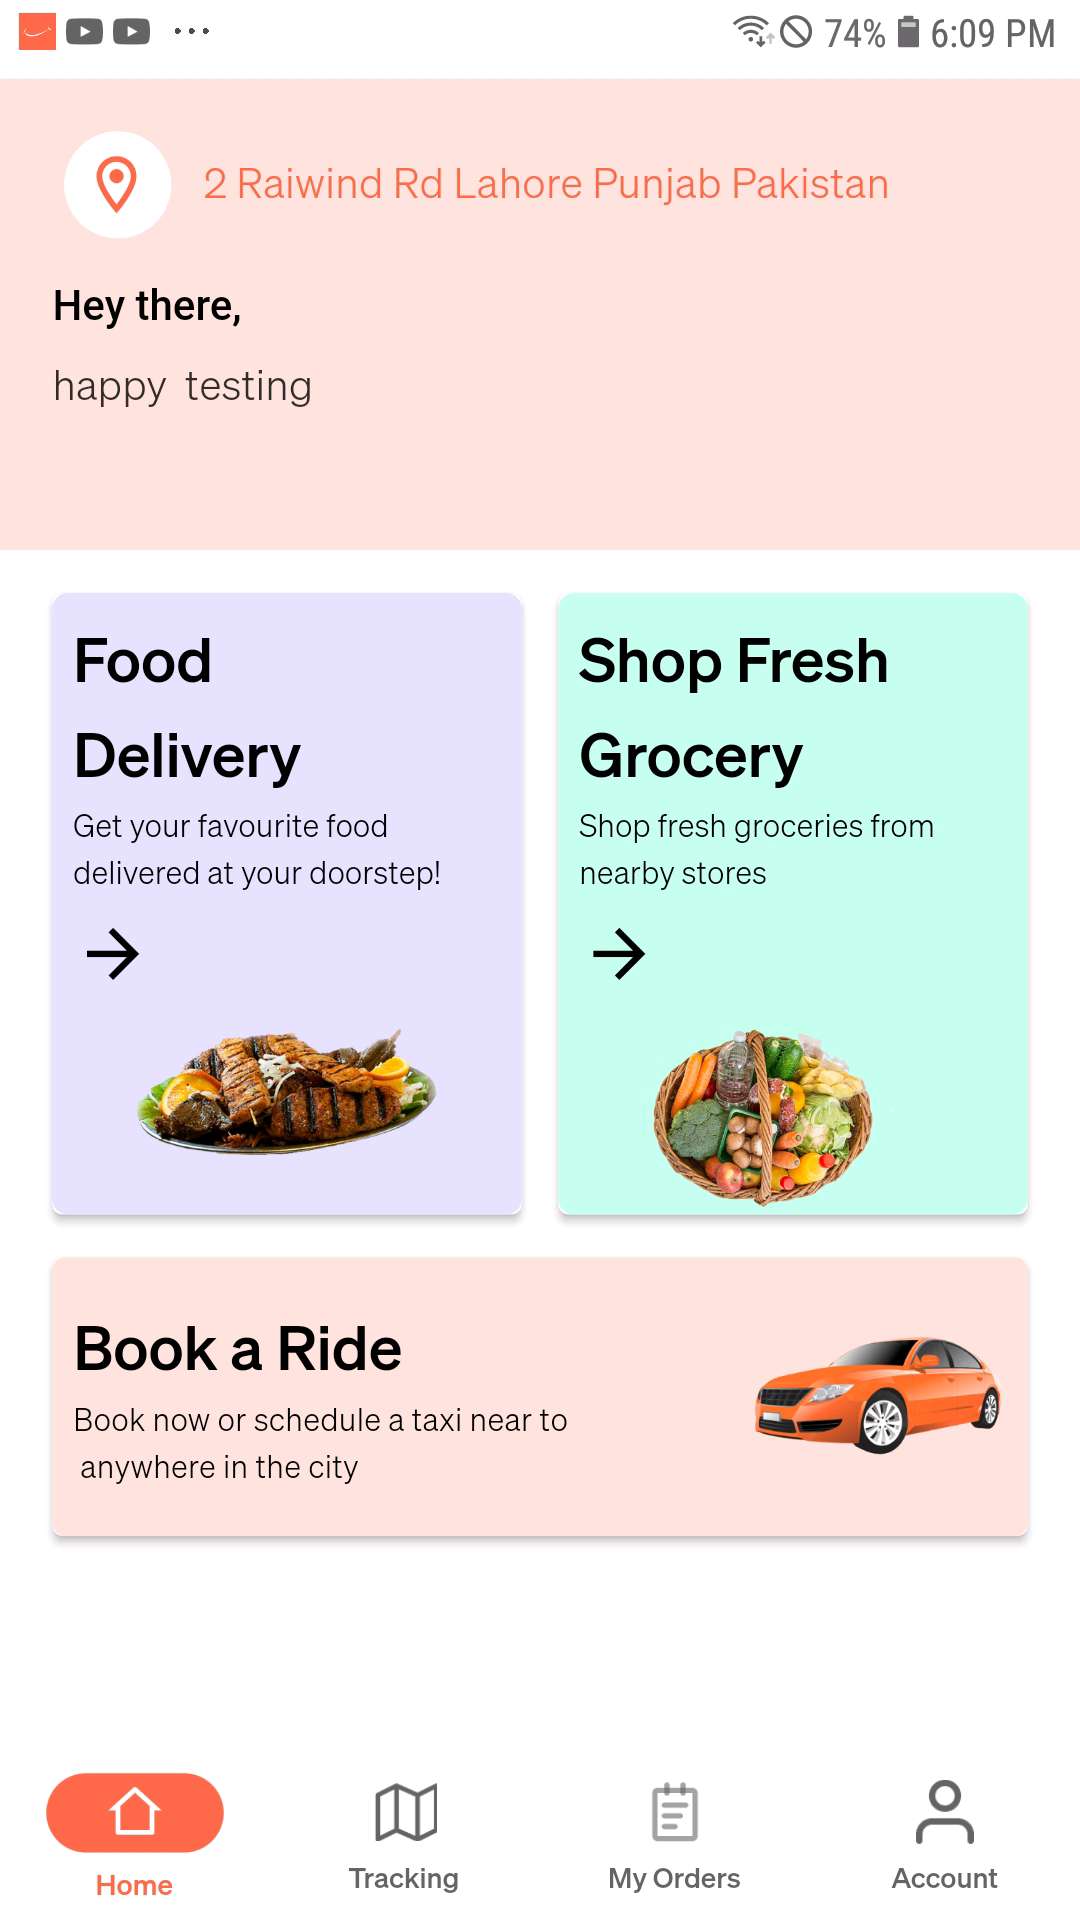 74% 6:09 PM
2 Raiwind Rd Lahore Punjab Pakistan
Hey there,
happy testing
Food
Delivery
Get your favourite food
delivered at your doorstep!
Shop Fresh
Grocery
Shop fresh groceries from
nearby stores
Book a Ride
Book now or schedule a taxi near to
anywhere in the city
Home
Tracking
My Orders
Account